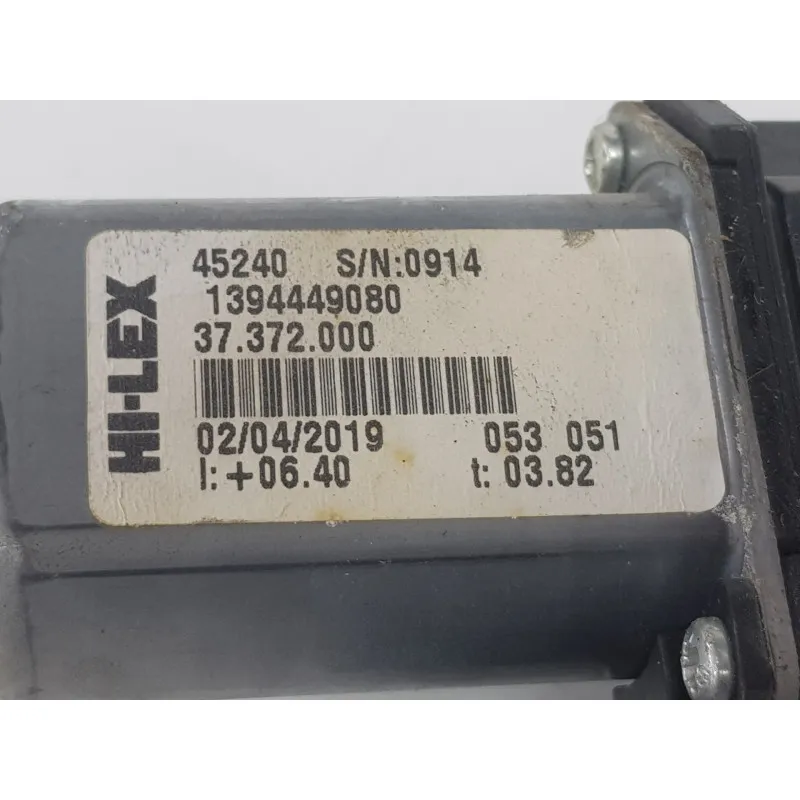 HI-LEX
45240 S/N:0914
1394449080
37.372.000
02/04/2019 053 051
I:+06.40 t:03.82